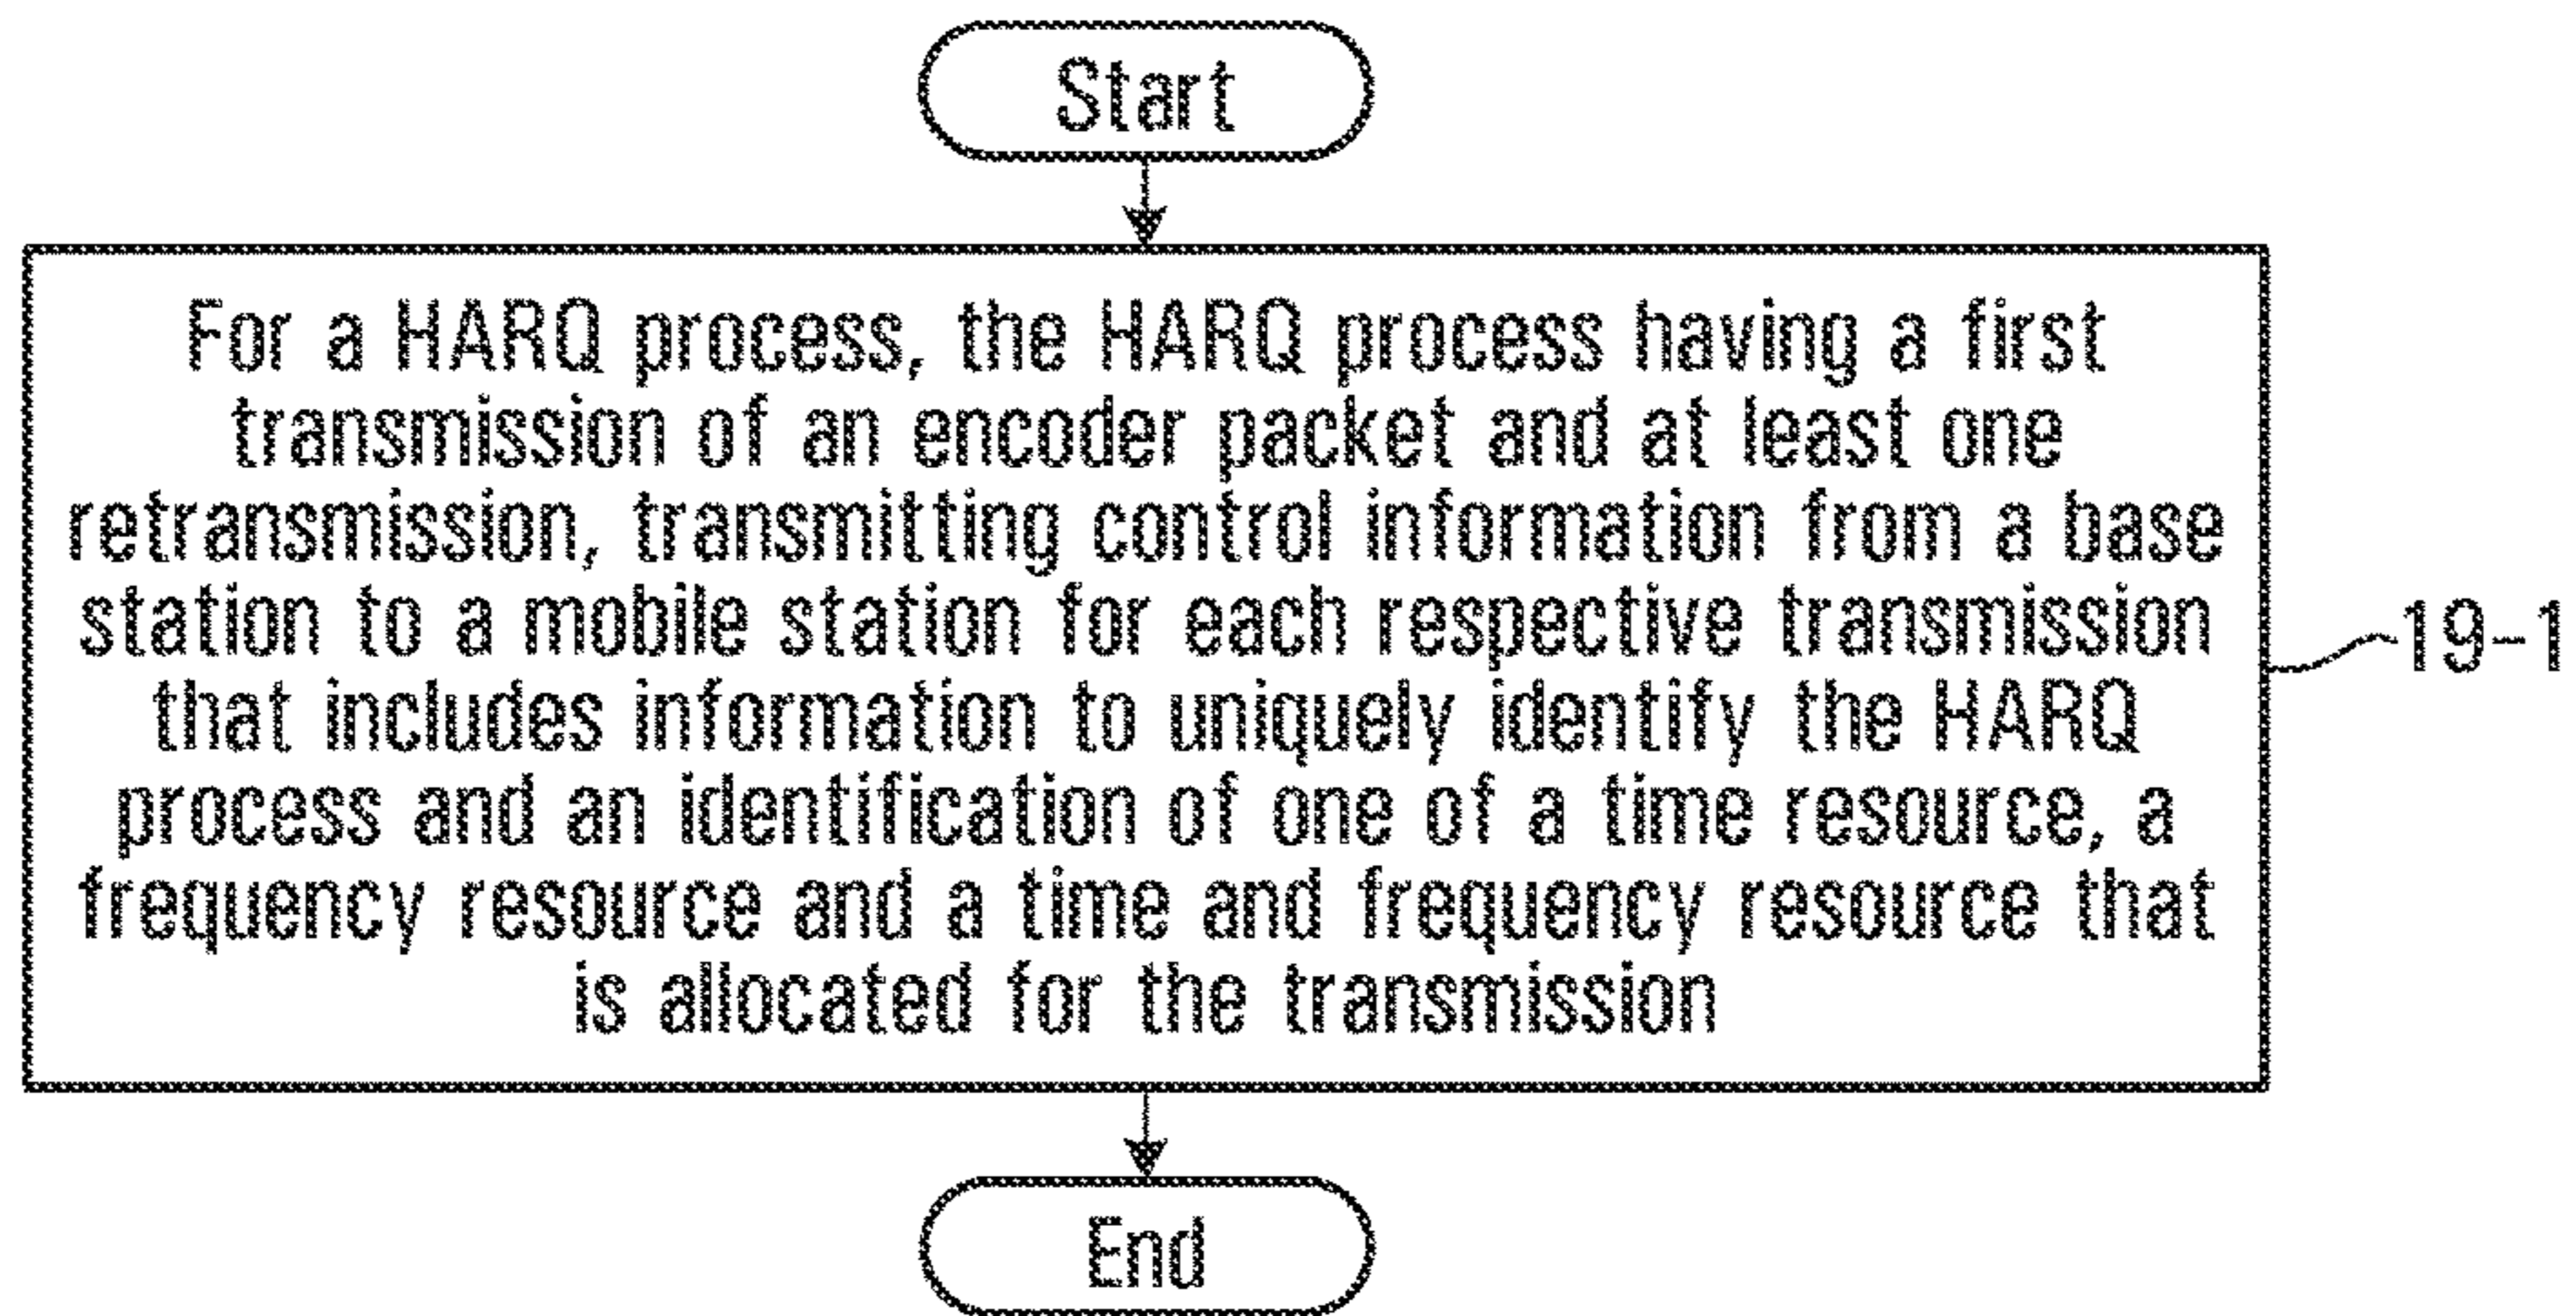 Start
For a HARQ process, the HARQ process having a first
transmission of an encoder packet and at least one
retransmission, transmitting control information from a base
station to a mobile station for each respective transmission
that includes information to uniquely identify the HARQ
process and an identification of one of a time resource, a
frequency resource and a time and frequency resource that
is allocated for the transmission
19-1
End